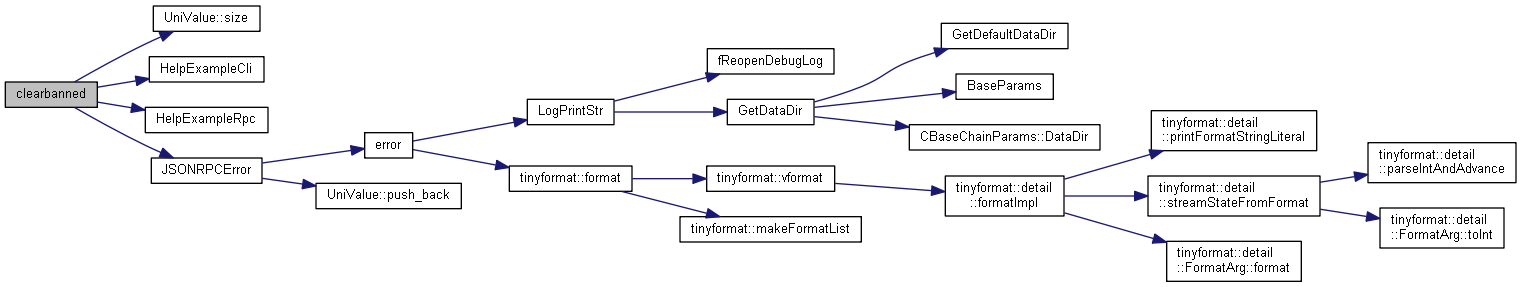 clearbanned
UniValue::size
HelpExampleCli
HelpExampleRpc
JSONRPCError
error
UniValue::push_back
LogPrintStr
tinyformat::format
fReopenDebugLog
GetDataDir
tinyformat::vformat
tinyformat::makeFormatList
GetDefaultDataDir
BaseParams
CBaseChainParams::DataDir
tinyformat::detail
::formatImpl
tinyformat::detail
::printFormatStringLiteral
tinyformat::detail
::streamStateFromFormat
tinyformat::detail
::FormatArg::format
tinyformat::detail
::parseIntAndAdvance
tinyformat::detail
::FormatArg::toInt